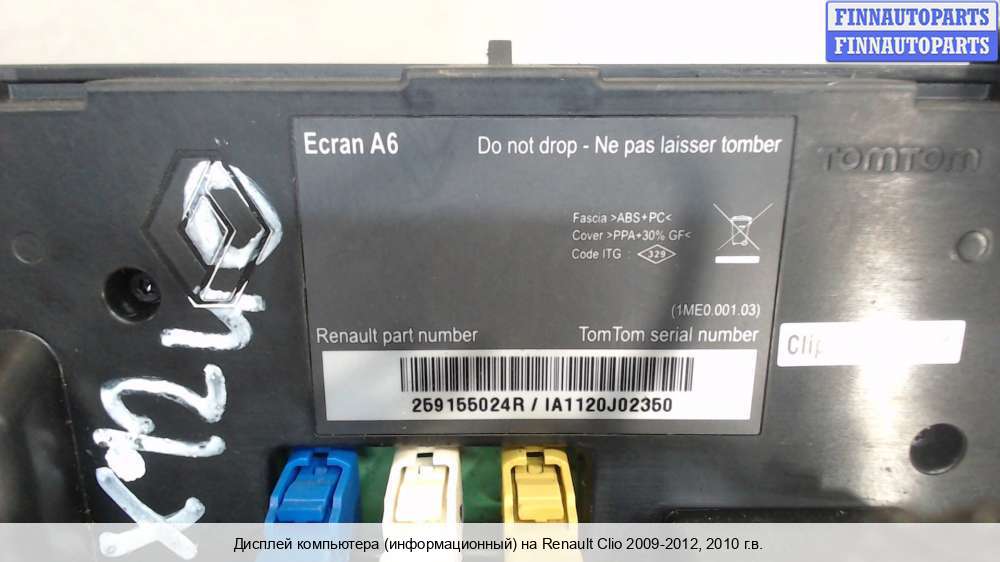 FINNAUTOPARTS
FINNAUTOPARTS
Ecran A6
Do not drop - Ne pas laisser tomber
TOMTOM
Fascia >ABS+PC<
Cover >PPA+30% GF<
Code ITG : 329
(1ME0.001.03)
Renault part number
TomTom serial number
259155024R / IA1120J02350
Дисплей компьютера (информационный) на Renault Clio 2009-2012, 2010 г.в.